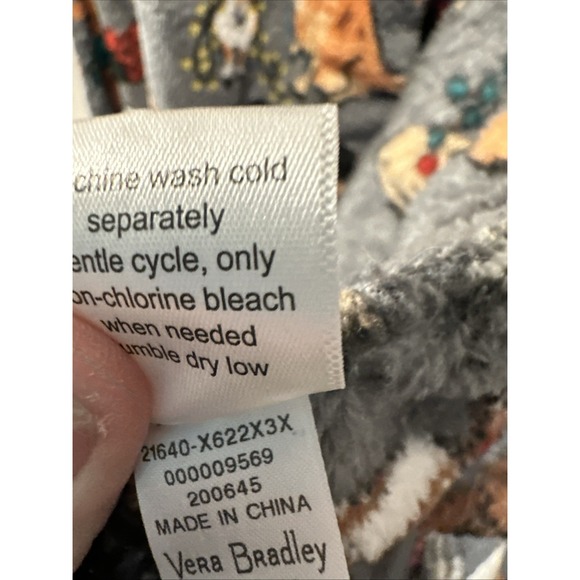 chine wash cold
separately
entle cycle, only
on-chlorine bleach
when needed
umble dry low
21640-X622X3X
000009569
200645
MADE IN CHINA
Vera Bradley